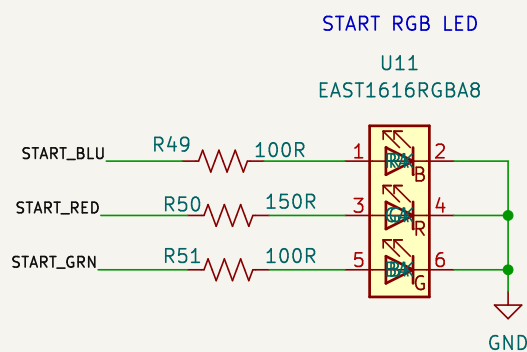 START RGB LED
U11
EAST1616RGBA8
START_BLU R49 100R 1 2 B
START_RED R50 150R 3 4 R
START_GRN R51 100R 5 6 G
GND